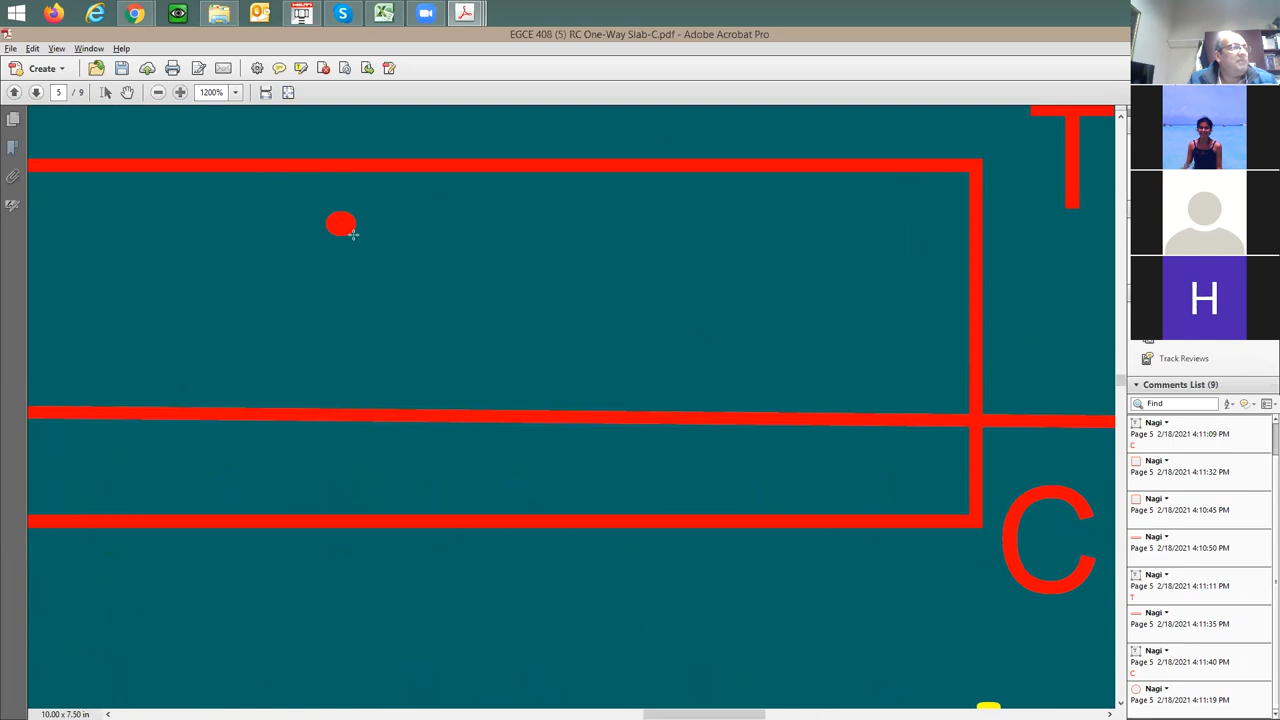 EGCE 408 (5) RC One-Way Slab-C.pdf - Adobe Acrobat Pro
File Edit View Window Help
Create
5 / 9 1200%
T
C
H
Track Reviews
Comments List (9)
Find
Nagi
Page 5 2/18/2021 4:11:09 PM
C
Nagi
Page 5 2/18/2021 4:11:32 PM
Nagi
Page 5 2/18/2021 4:10:45 PM
Nagi
Page 5 2/18/2021 4:10:50 PM
Nagi
Page 5 2/18/2021 4:11:11 PM
T
Nagi
Page 5 2/18/2021 4:11:35 PM
Nagi
Page 5 2/18/2021 4:11:40 PM
C
Nagi
Page 5 2/18/2021 4:11:19 PM
10.00 x 7.50 in